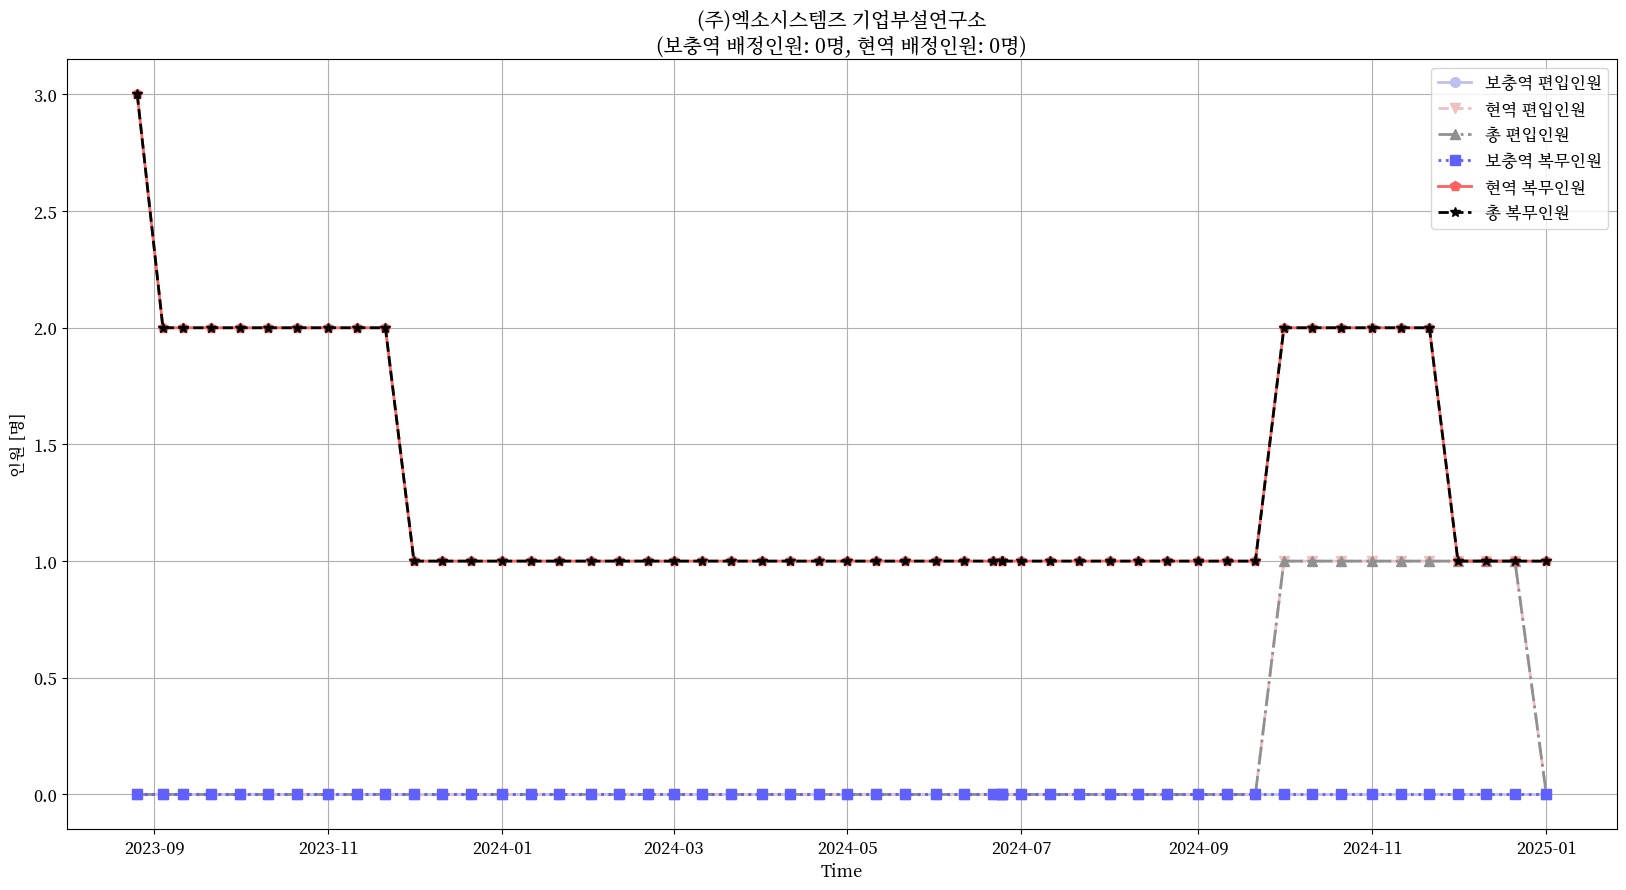 (주)엑소시스템즈 기업부설연구소
(보충역 배정인원: 0명, 현역 배정인원: 0명)
보충역 편입인원
현역 편입인원
총 편입인원
보충역 복무인원
현역 복무인원
총 복무인원
인원 [명]
3.0
2.5
2.0
1.5
1.0
0.5
0.0
2023-09
2023-11
2024-01
2024-03
2024-05
2024-07
2024-09
2024-11
2025-01
Time